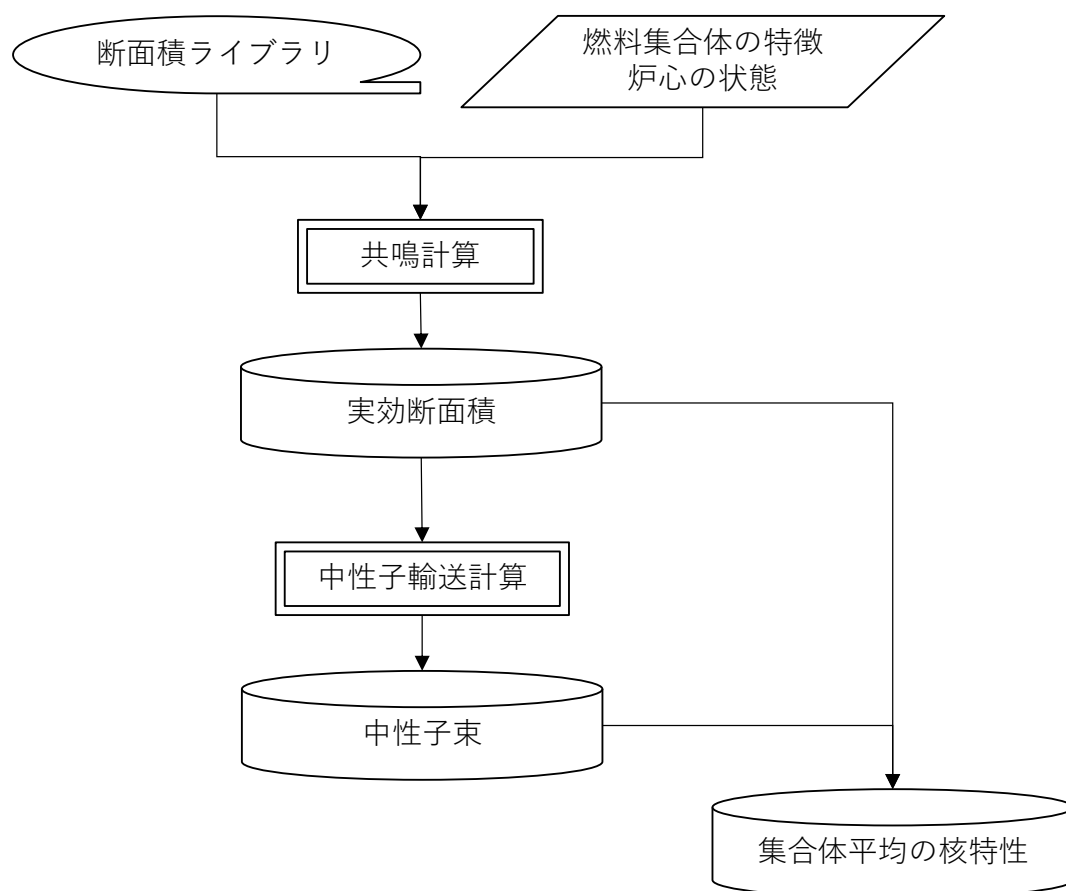 断面積ライブラリ
燃料集合体の特徴
炉心の状態
共鳴計算
実効断面積
中性子輸送計算
中性子束
集合体平均の核特性